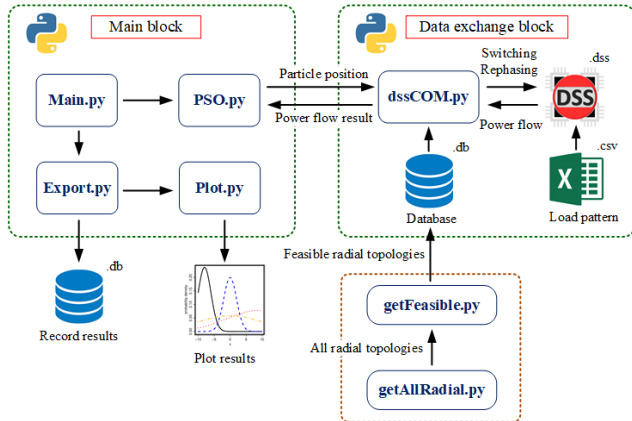 Main block
Data exchange block
Main.py
PSO.py
Particle position
Power flow result
dssCOM.py
Switching
Rephasing
Power flow
.dss
DSS
.csv
Export.py
Plot.py
.db
Database
Load pattern
Feasible radial topologies
.db
Record results
Plot results
getFeasible.py
All radial topologies
getAllRadial.py